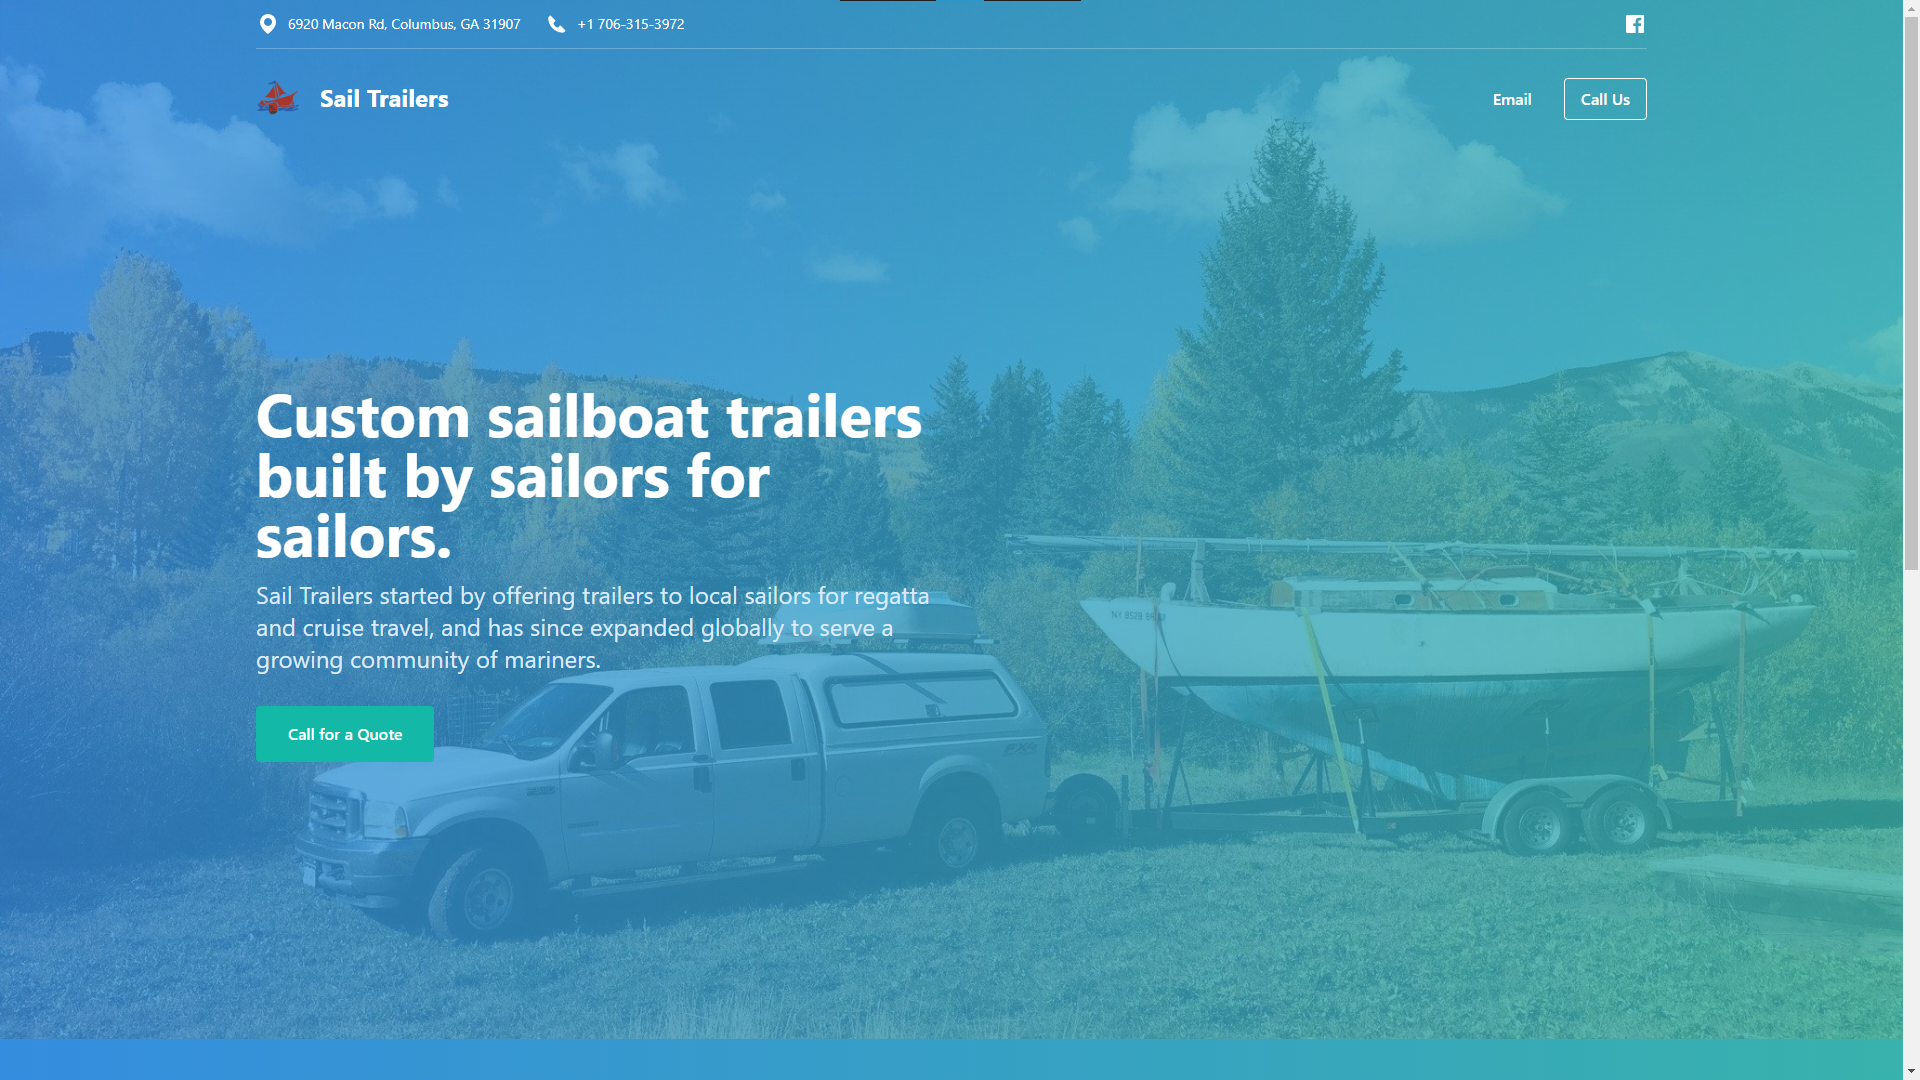 6920 Macon Rd, Columbus, GA 31907
+1 706-315-3972
Sail Trailers
Email
Call Us
Custom sailboat trailers
built by sailors for
sailors.
Sail Trailers started by offering trailers to local sailors for regatta
and cruise travel, and has since expanded globally to serve a
growing community of mariners.
Call for a Quote